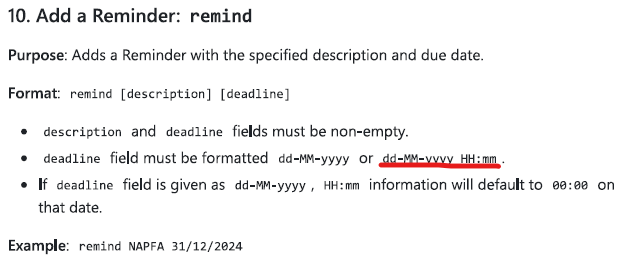 10. Add a Reminder: remind
Purpose: Adds a Reminder with the specified description and due date.
Format: remind [description] [deadline]
• description and deadline fields must be non-empty.
• deadline field must be formatted dd-MM-yyyy or dd-MM-yyyy HH:mm.
• If deadline field is given as dd-MM-yyyy, HH:mm information will default to 00:00 on
that date.
Example: remind NAPFA 31/12/2024